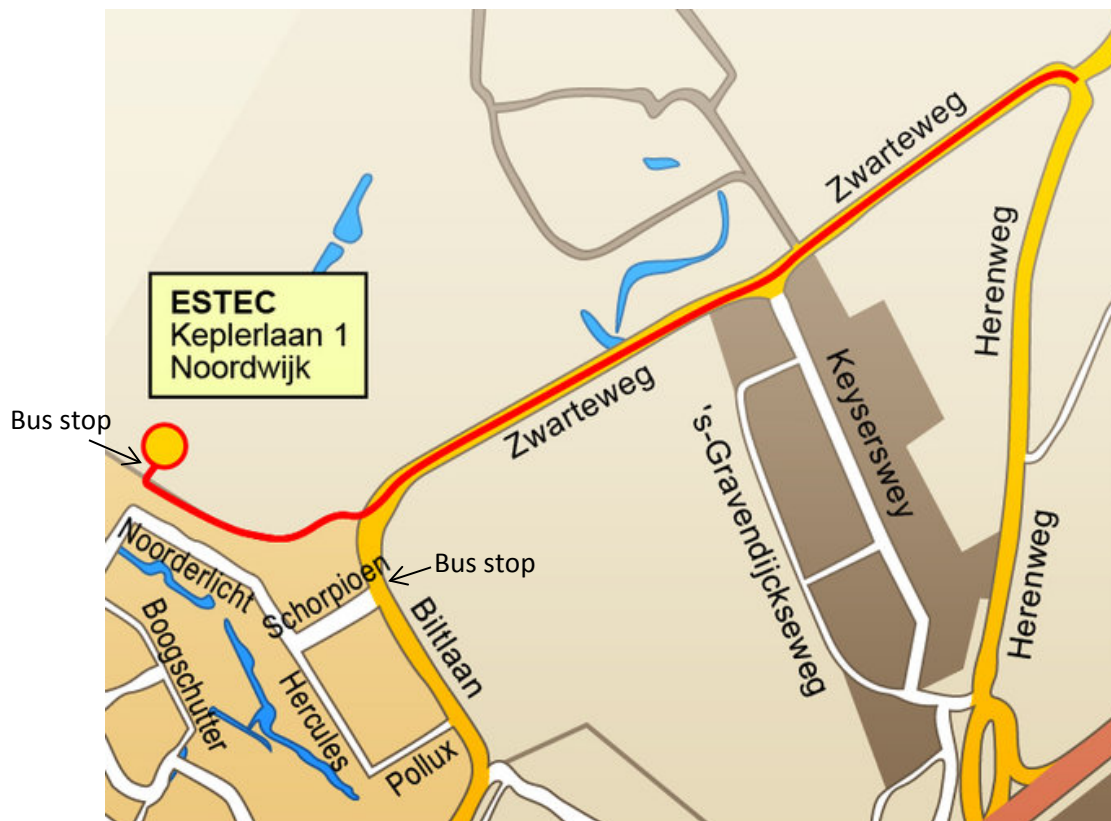 Zwarteweg
Herenweg
ESTEC
Keplerlaan 1
Noordwijk
Bus stop
Zwarteweg
Keyserswey
's-Gravendijckseweg
Noorderlicht
Schorpioen
Bus stop
Herenweg
Boogschutter
Hercules
Biltlaan
Pollux